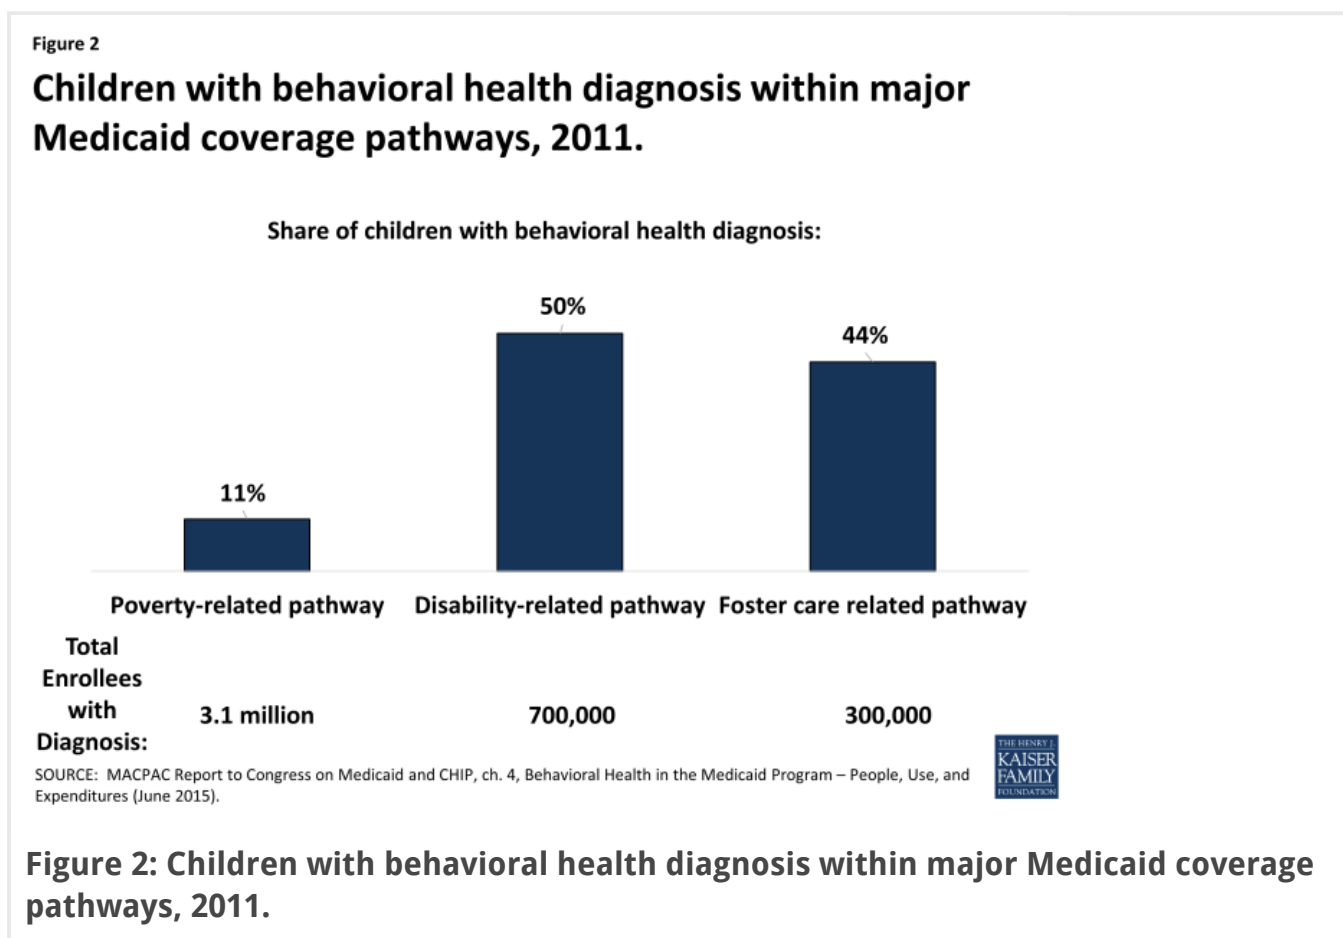 Figure 2
Children with behavioral health diagnosis within major
Medicaid coverage pathways, 2011.
Share of children with behavioral health diagnosis:
50%
44%
11%
Poverty-related pathway Disability-related pathway Foster care related pathway
Total
Enrollees
with
Diagnosis:
3.1 million 700,000 300,000
SOURCE: MACPAC Report to Congress on Medicaid and CHIP, ch. 4, Behavioral Health in the Medicaid Program – People, Use, and
Expenditures (June 2015).
THE HENRY J.
KAISER
FAMILY
FOUNDATION
Figure 2: Children with behavioral health diagnosis within major Medicaid coverage
pathways, 2011.